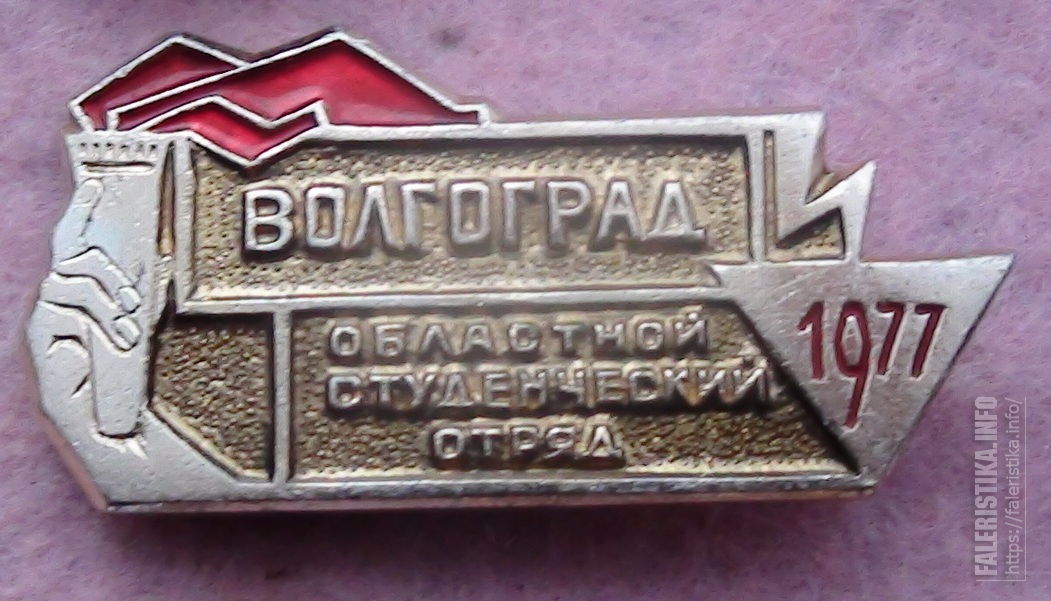 ВОЛГОГРАД
ОБЛАСТНОЙ
СТУДЕНЧЕСКИЙ
ОТРЯД
1977
FALERISTIKA.INFO
https://faleristika.info/